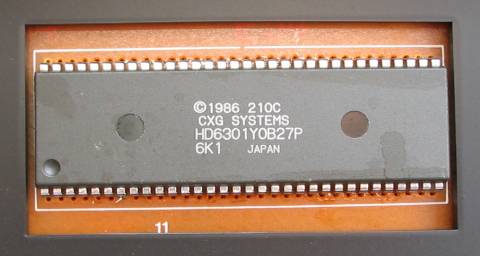 ©1986 210C
CXG SYSTEMS
HD6301Y0B27P
6K1 JAPAN
11